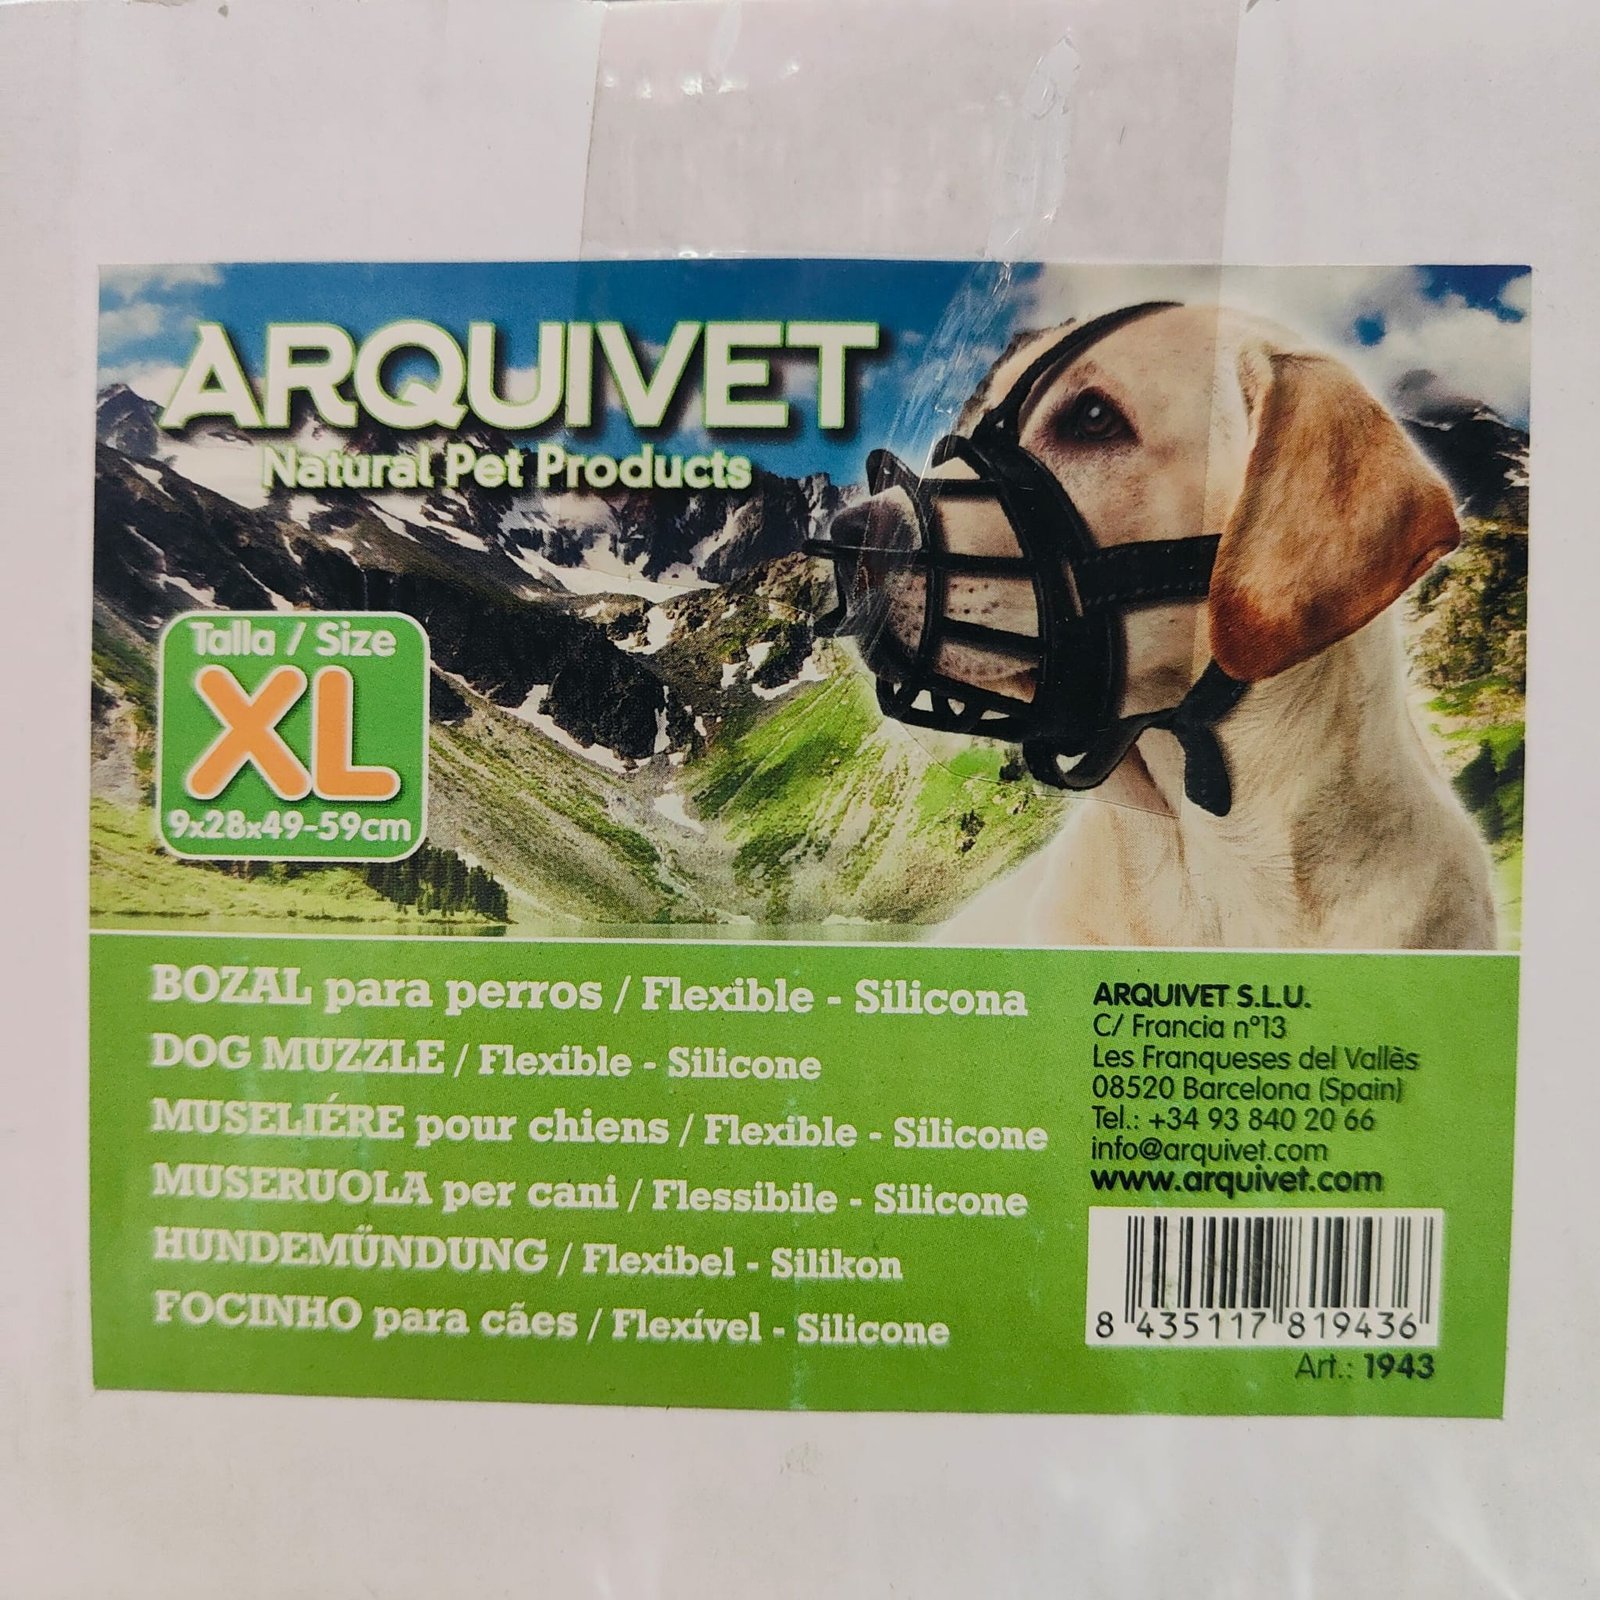 ARQUIVET
Natural Pet Products
Talla / Size
XL
9x28x49-59cm
BOZAL para perros / Flexible - Silicona
DOG MUZZLE / Flexible - Silicone
MUSELIÉRE pour chiens / Flexible - Silicone
MUSERUOLA per cani / Flessibile - Silicone
HUNDEMÜNDUNG / Flexibel - Silikon
FOCINHO para cães / Flexível - Silicone
ARQUIVET S.L.U.
C/ Francia nº13
Les Franqueses del Vallès
08520 Barcelona (Spain)
Tel.: +34 93 840 20 66
info@arquivet.com
www.arquivet.com
8 435117 819436
Art.: 1943